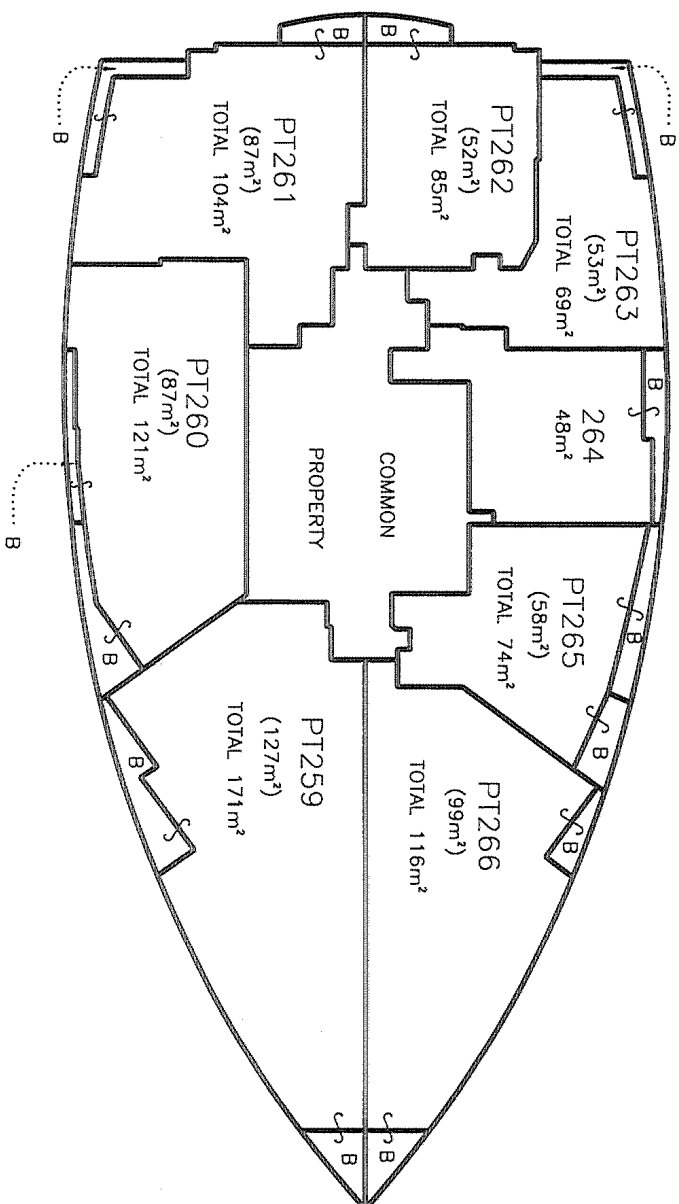 B
B
B
B
PT263
(53m²)
TOTAL 69m²
PT262
(52m²)
TOTAL 85m²
PT261
(87m²)
TOTAL 104m²
B
264
48m²
COMMON
PROPERTY
PT260
(87m²)
TOTAL 121m²
B
B
PT265
(58m²)
TOTAL 74m²
B
B
B
PT266
(99m²)
TOTAL 116m²
PT259
(127m²)
TOTAL 171m²
B
B
B